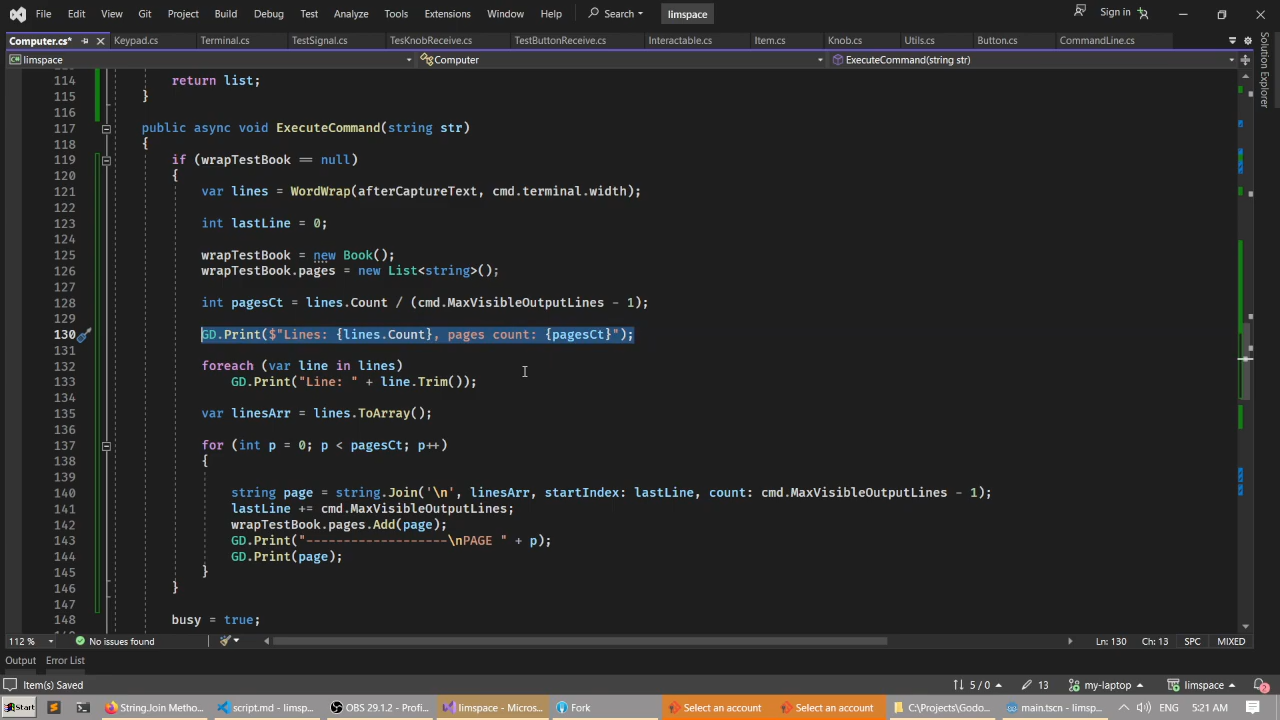 File Edit View Git Project Build Debug Test Analyze Tools Extensions Window Help Search limspace Sign in
Computer.cs* Keypad.cs Terminal.cs TestSignal.cs TesKnobReceive.cs TestButtonReceive.cs Interactable.cs Item.cs Knob.cs Utils.cs Button.cs CommandLine.cs
limspace Computer ExecuteCommand(string str)
Solution Explorer
114 return list;
115 }
116
117 public async void ExecuteCommand(string str)
118 {
119 if (wrapTestBook == null)
120 {
121 var lines = WordWrap(afterCaptureText, cmd.terminal.width);
122
123 int lastLine = 0;
124
125 wrapTestBook = new Book();
126 wrapTestBook.pages = new List<string>();
127
128 int pagesCt = lines.Count / (cmd.MaxVisibleOutputLines - 1);
129
130 GD.Print($"Lines: {lines.Count}, pages count: {pagesCt}");
131
132 foreach (var line in lines)
133 GD.Print("Line: " + line.Trim());
134
135 var linesArr = lines.ToArray();
136
137 for (int p = 0; p < pagesCt; p++)
138 {
139
140 string page = string.Join('\n', linesArr, startIndex: lastLine, count: cmd.MaxVisibleOutputLines - 1);
141 lastLine += cmd.MaxVisibleOutputLines;
142 wrapTestBook.pages.Add(page);
143 GD.Print("-------------------\nPAGE " + p);
144 GD.Print(page);
145 }
146 }
147
148 busy = true;
112 % No issues found Ln: 130 Ch: 13 SPC MIXED
Output Error List
Item(s) Saved 5 / 0 13 my-laptop limspace 2
Start String.Join Metho... script.md - limsp... OBS 29.1.2 - Profi... limspace - Micros... Fork Select an account Select an account C:\Projects\Godo... main.tscn - limsp... 5:21 AM